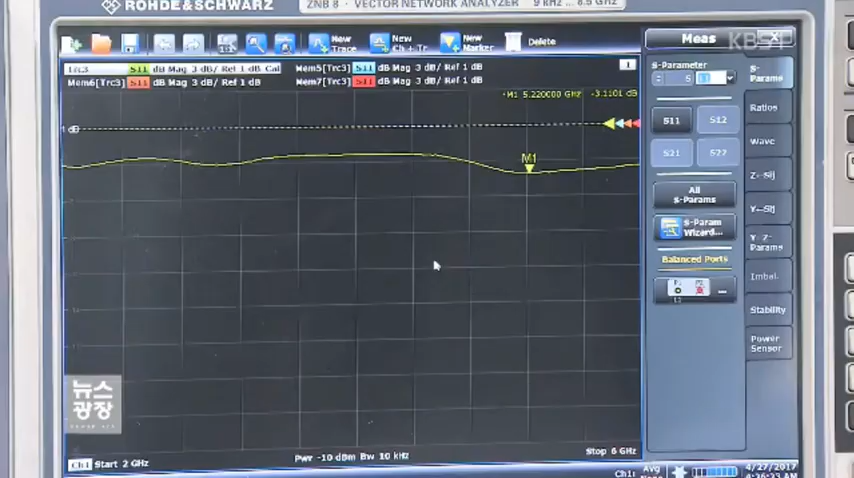 ROHDE & SCHWARZ
ZNB 8 · VECTOR NETWORK ANALYZER 9 kHz ... 8.5 GHz
New Trace
New Ch + Tr
New Marker
Delete
Meas
KBS1
Trc3 S11 dB Mag 3 dB/ Ref 1 dB Cal
Mem5[Trc3] S11 dB Mag 3 dB/ Ref 1 dB
1
Mem6[Trc3] S11 dB Mag 3 dB/ Ref 1 dB
Mem7[Trc3] S11 dB Mag 3 dB/ Ref 1 dB
M1 5.220000 GHz -3.1101 dB
1 dB
M1
S-Parameter
S-Params
S11
S12
S21
S22
Ratios
Wave
Z←Sij
Y←Sij
Y-Z-Params
Imbal.
Stability
Power Sensor
All S-Params
S-Param Wizard...
Balanced Ports
...
뉴스
광장
Ch1 Start 2 GHz
Pwr -10 dBm Bw 10 kHz
Stop 6 GHz
Ch1: Avg
4/27/2017